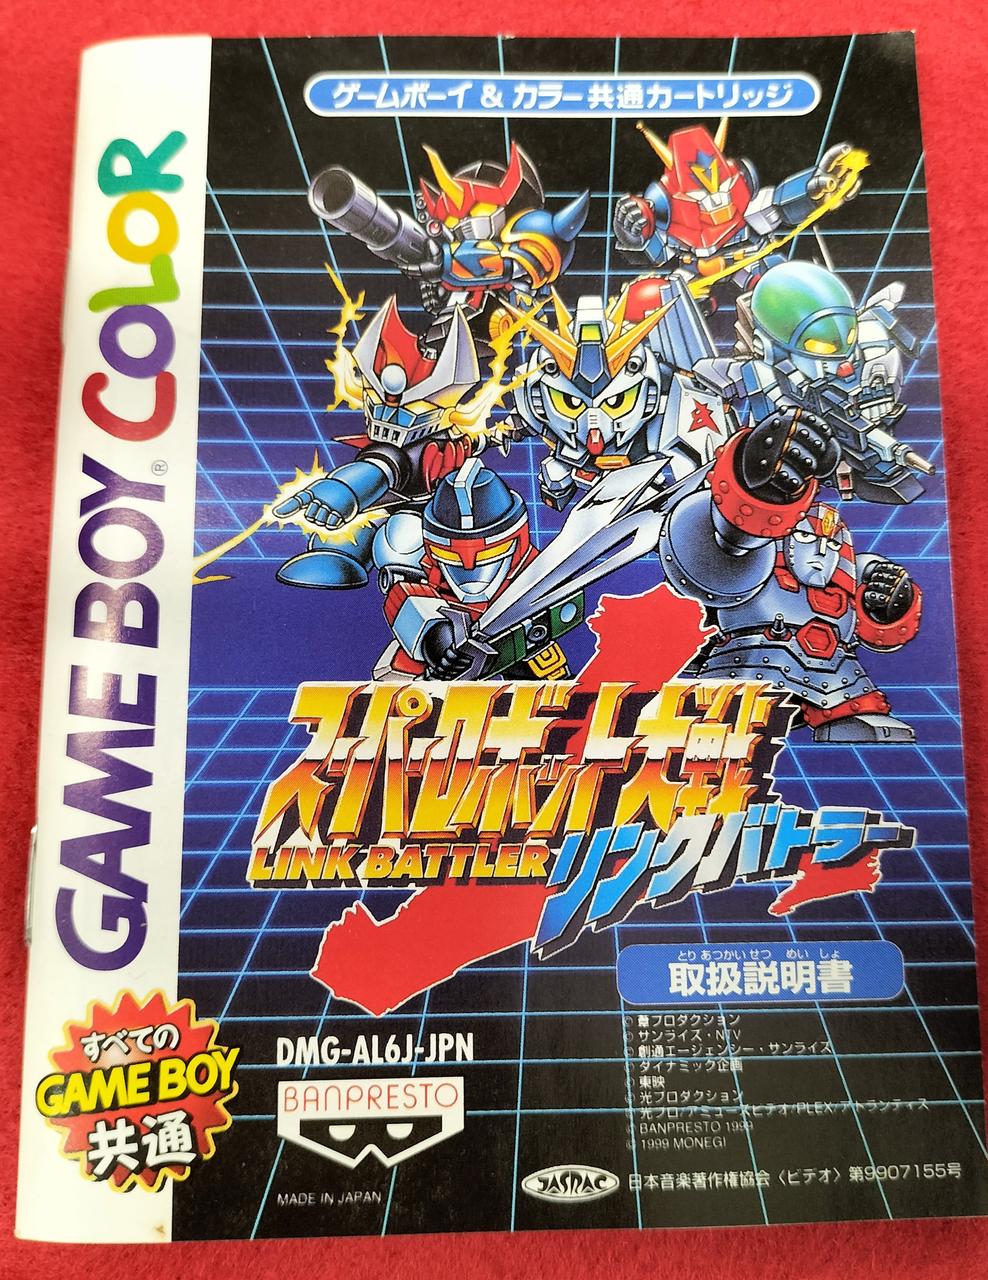 ゲームボーイ & カラー共通カートリッジ
GAME BOY® COLOR
スーパーロボット大戦
LINK BATTLER
リンクバトラー
とりあつかいせつ めい しょ
取扱説明書
すべての
GAME BOY
共通
DMG-AL6J-JPN
BANPRESTO
MADE IN JAPAN
© 葦プロダクション
© サンライズ・NTV
© 創通エージェンシー・サンライズ
© ダイナミック企画
© 東映
© 光プロダクション
© 光プロ/アミューズビデオ/PLEX/アトランティス
© BANPRESTO 1999
© 1999 MONEGI
JASRAC
日本音楽著作権協会〈ビデオ〉第9907155号